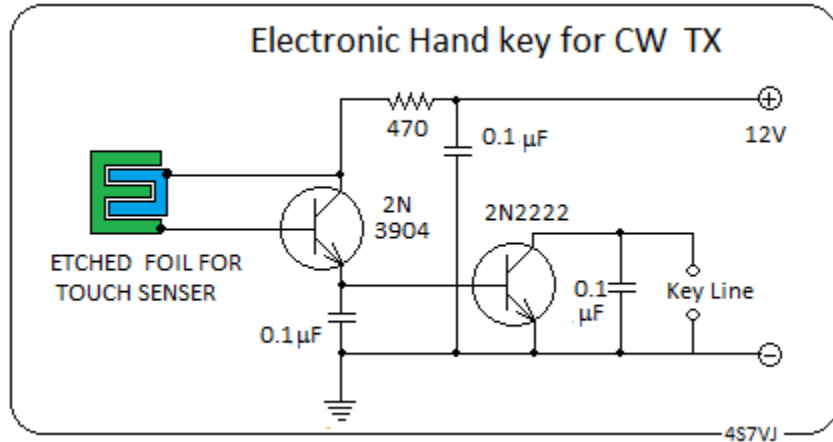 Electronic Hand key for CW TX
470
0.1 µF
12V
2N
3904
2N2222
ETCHED FOIL FOR
TOUCH SENSER
0.1
µF
Key Line
0.1µF
4S7VJ